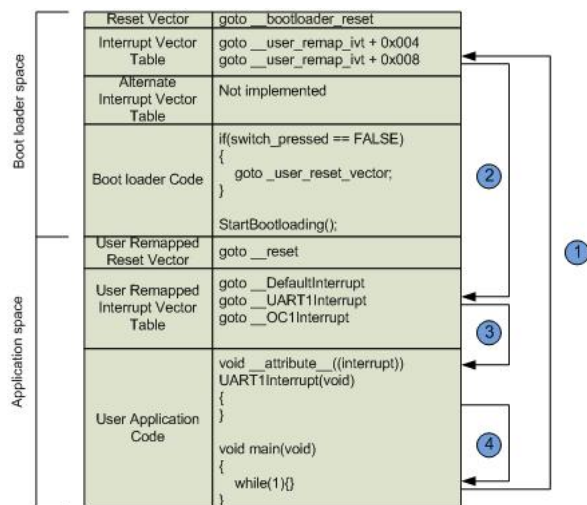 Boot loader space
Application space
Reset Vector
goto __bootloader_reset
Interrupt Vector
Table
goto __user_remap_ivt + 0x004
goto __user_remap_ivt + 0x008
Alternate
Interrupt Vector
Table
Not implemented
Boot loader Code
if(switch_pressed == FALSE)
{
goto _user_reset_vector;
}
StartBootloading();
User Remapped
Reset Vector
goto __reset
User Remapped
Interrupt Vector
Table
goto __DefaultInterrupt
goto __UART1Interrupt
goto __OC1Interrupt
User Application
Code
void __attribute__((interrupt))
UART1Interrupt(void)
{
}
void main(void)
{
while(1){}
}
2
1
3
4